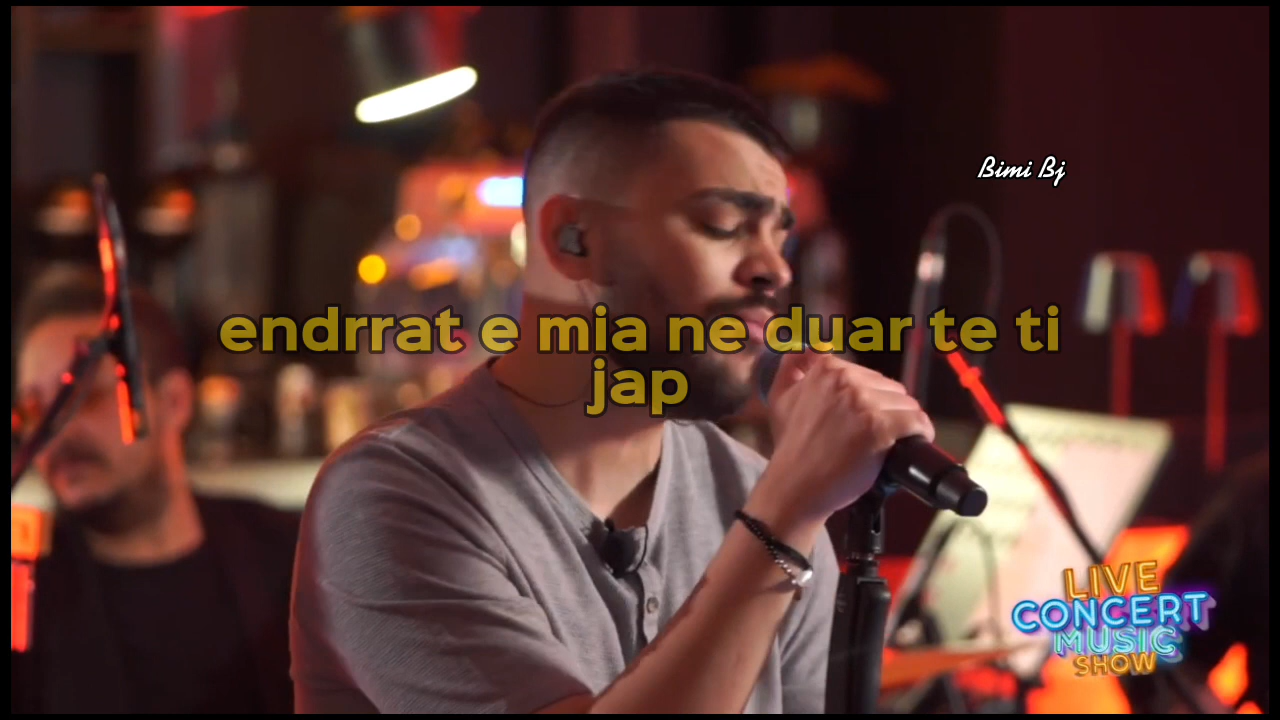 Bimi Bj
endrrat e mia ne duar te ti
jap
LIVE
CONCERT
MUSIC
SHOW